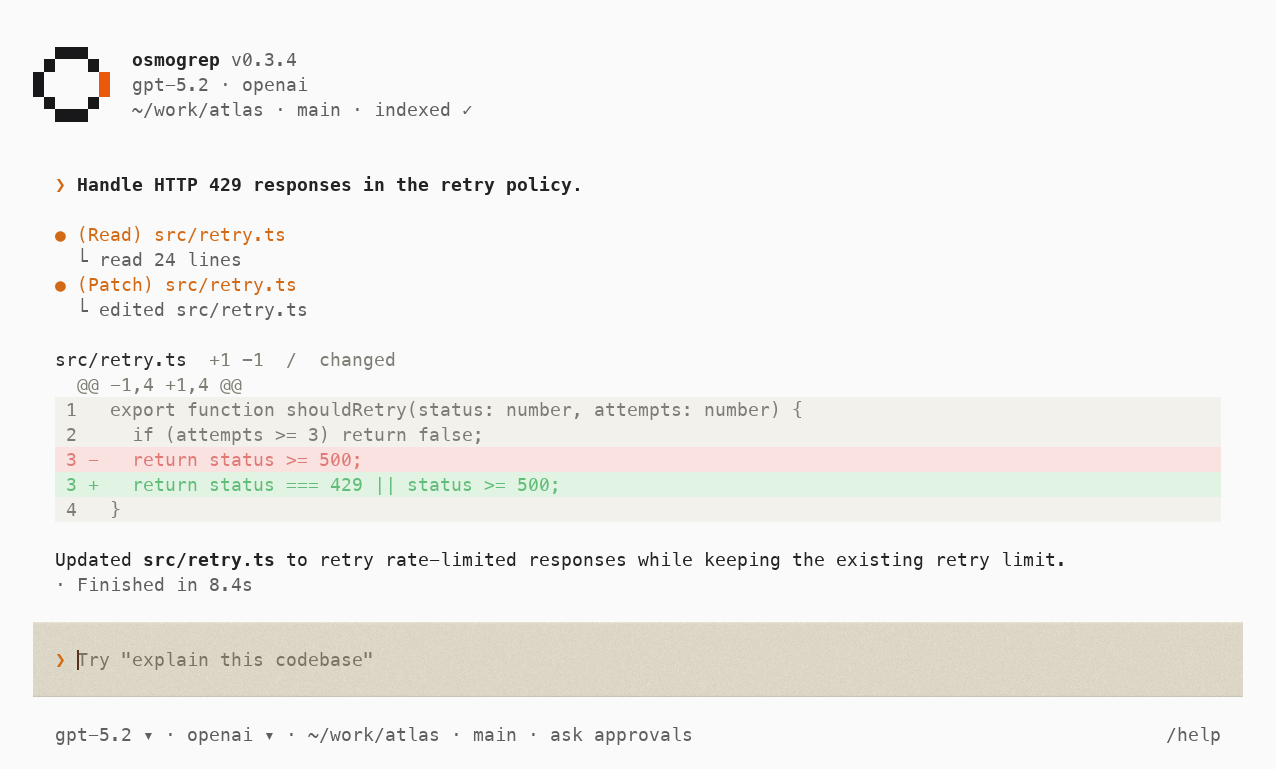 osmogrep v0.3.4
gpt-5.2 · openai
~/work/atlas · main · indexed ✓
❯ Handle HTTP 429 responses in the retry policy.
● (Read) src/retry.ts
└ read 24 lines
● (Patch) src/retry.ts
└ edited src/retry.ts
src/retry.ts  +1 -1  /  changed
@@ -1,4 +1,4 @@
1   export function shouldRetry(status: number, attempts: number) {
2     if (attempts >= 3) return false;
3 -   return status >= 500;
3 +   return status === 429 || status >= 500;
4   }
Updated src/retry.ts to retry rate-limited responses while keeping the existing retry limit.
· Finished in 8.4s
❯ Try "explain this codebase"
gpt-5.2 ▾ · openai ▾ · ~/work/atlas · main · ask approvals /help